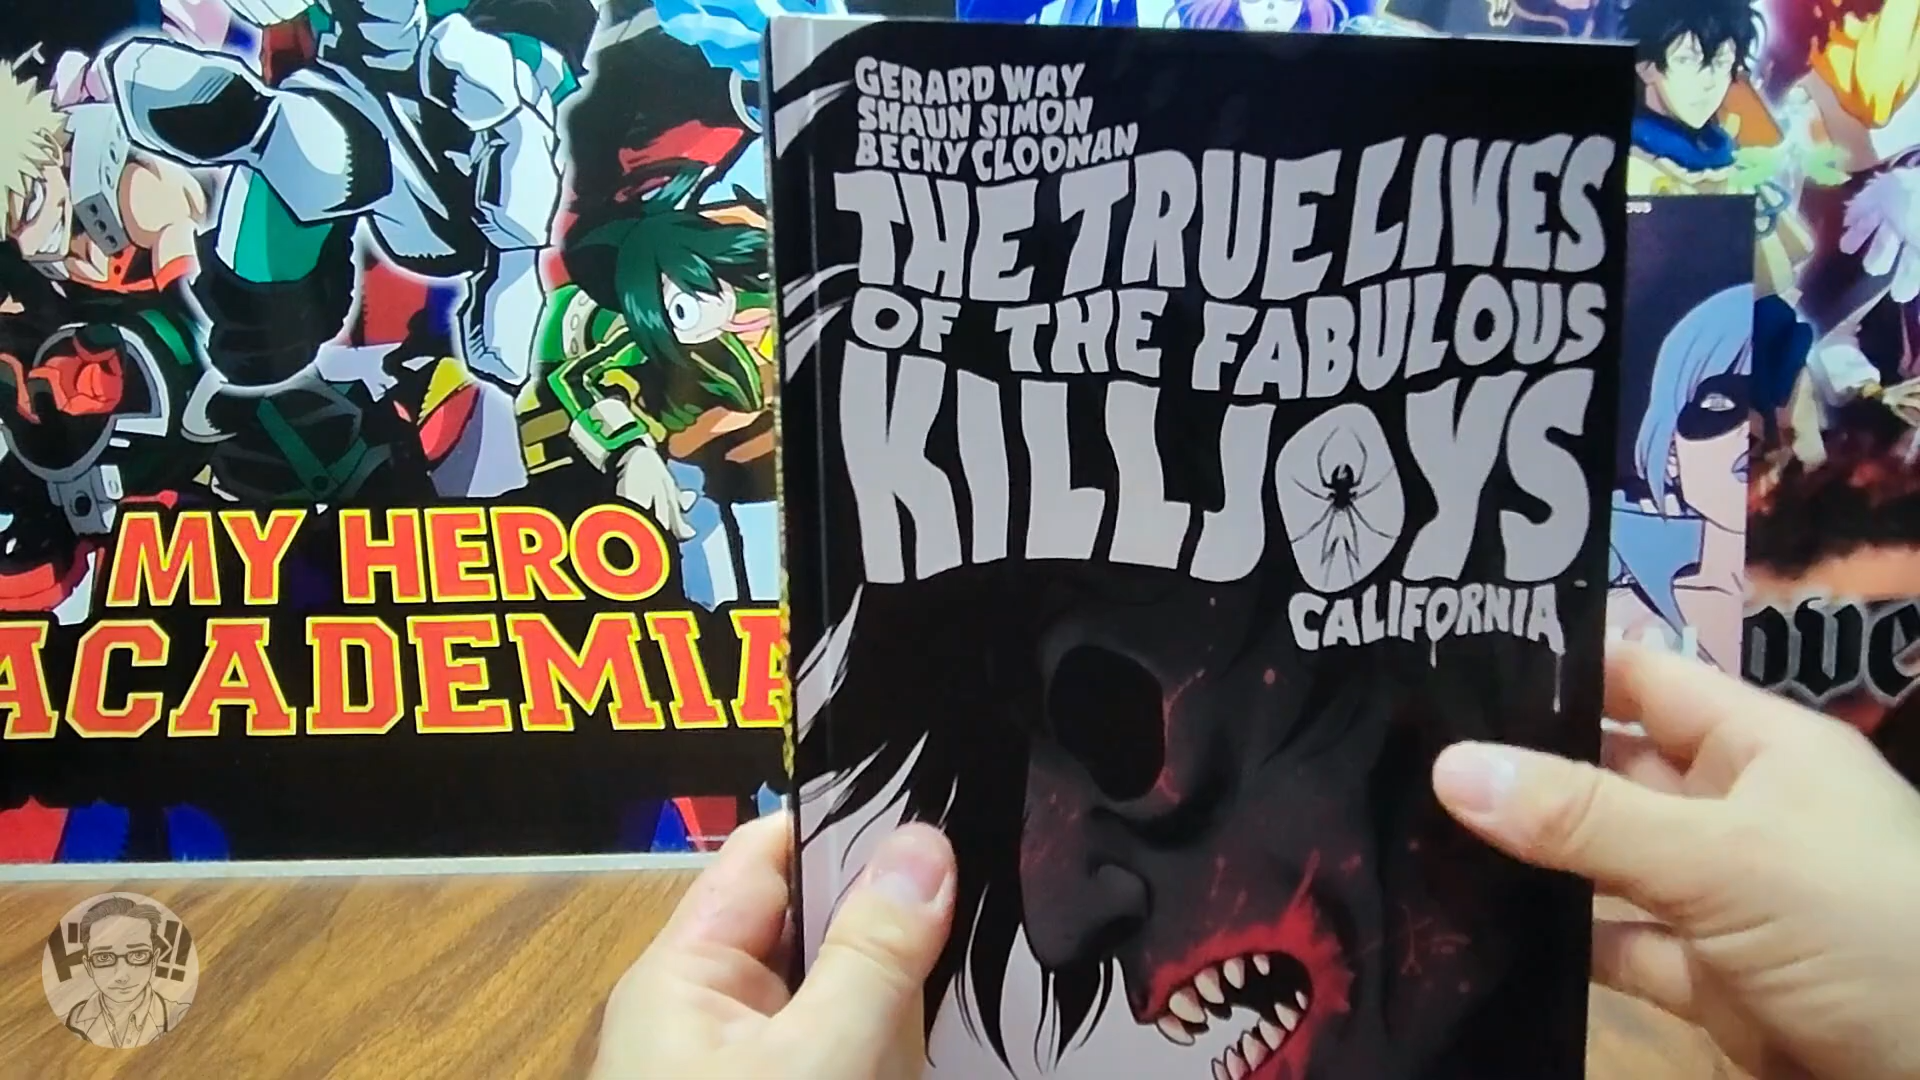 GERARD WAY
SHAUN SIMON
BECKY CLOONAN
THE TRUE LIVES
OF THE FABULOUS
KILLJOYS
CALIFORNIA
MY HERO
ACADEMIA